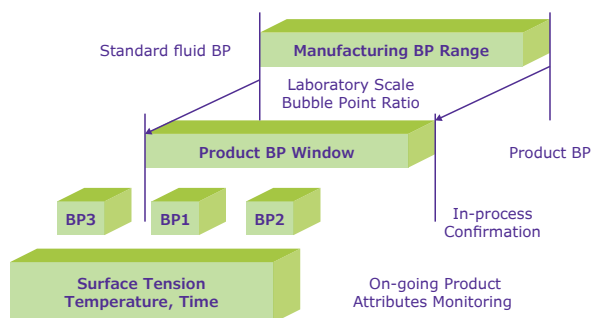 Standard fluid BP
Manufacturing BP Range
Laboratory Scale
Bubble Point Ratio
Product BP Window
Product BP
BP3
BP1
BP2
In-process
Confirmation
Surface Tension
Temperature, Time
On-going Product
Attributes Monitoring